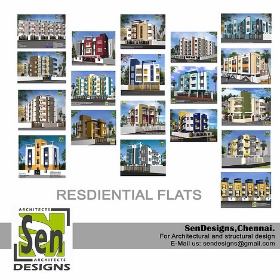 RESDIENTIAL FLATS
ARCHITECTS
Sen
ARCHITECTS
DESIGNS
SenDesigns,Chennai.
For Architectural and structural design
E-Mail us: sendesigns@gmail.com